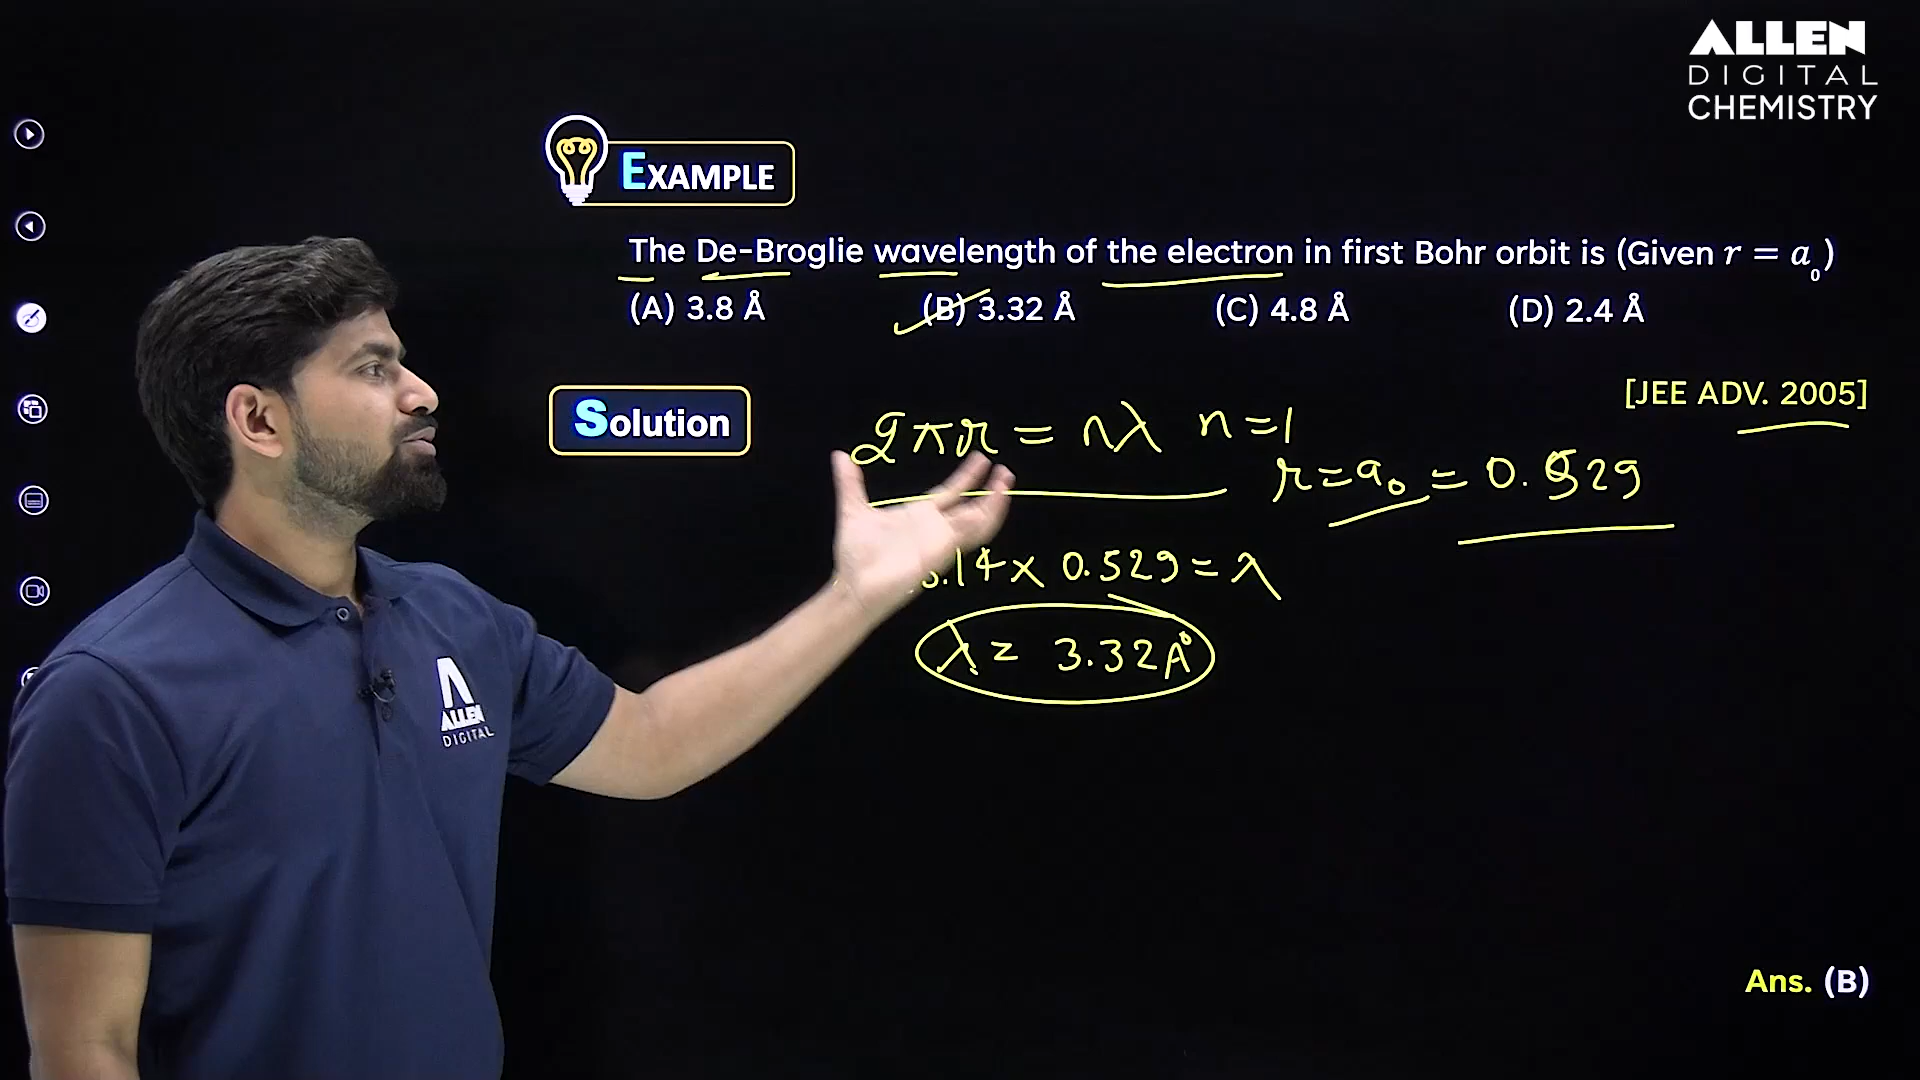 ALLEN
DIGITAL
CHEMISTRY
EXAMPLE
The De-Broglie wavelength of the electron in first Bohr orbit is (Given r = a₀)
(A) 3.8 Å (B) 3.32 Å (C) 4.8 Å (D) 2.4 Å
[JEE ADV. 2005]
Solution
2πr = nλ n=1
r = a₀ = 0.529
.14 × 0.529 = λ
λ = 3.32 Å
ALLEN
DIGITAL
Ans. (B)